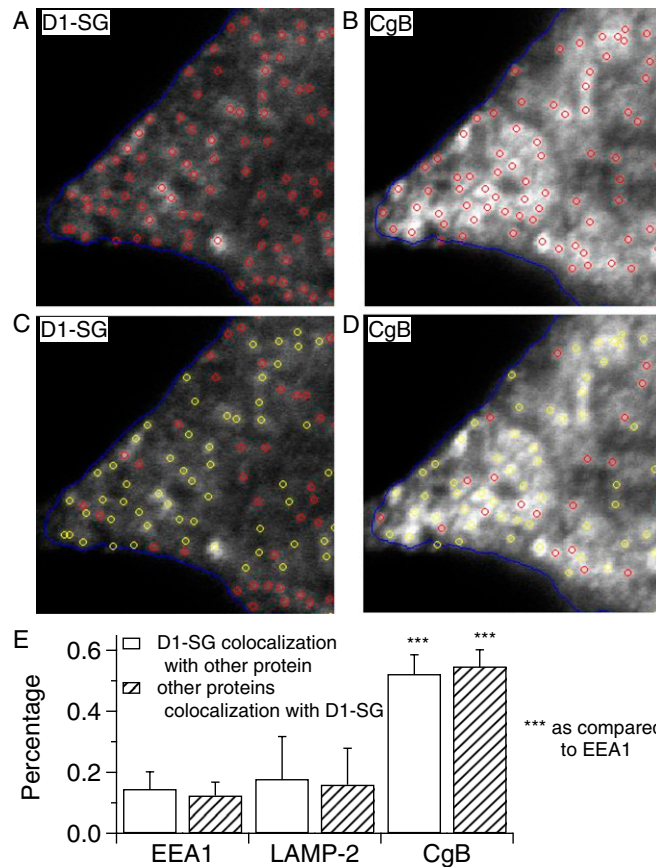 A D1-SG
B CgB
C D1-SG
D CgB
E
D1-SG colocalization
with other protein
other proteins
colocalization with D1-SG
Percentage
0.6
0.4
0.2
0.0
***
***
*** as compared
to EEA1
EEA1
LAMP-2
CgB